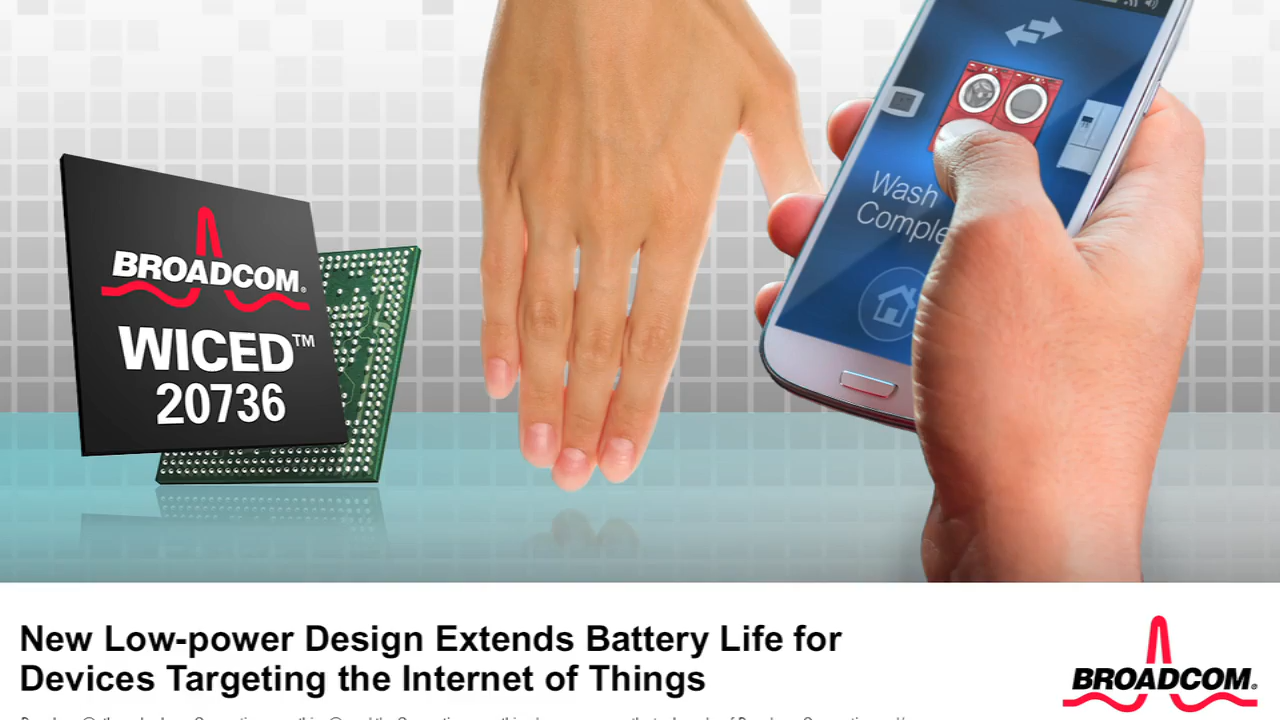 Wash
Comple
BROADCOM®
WICED™
20736
New Low-power Design Extends Battery Life for
Devices Targeting the Internet of Things
BROADCOM®